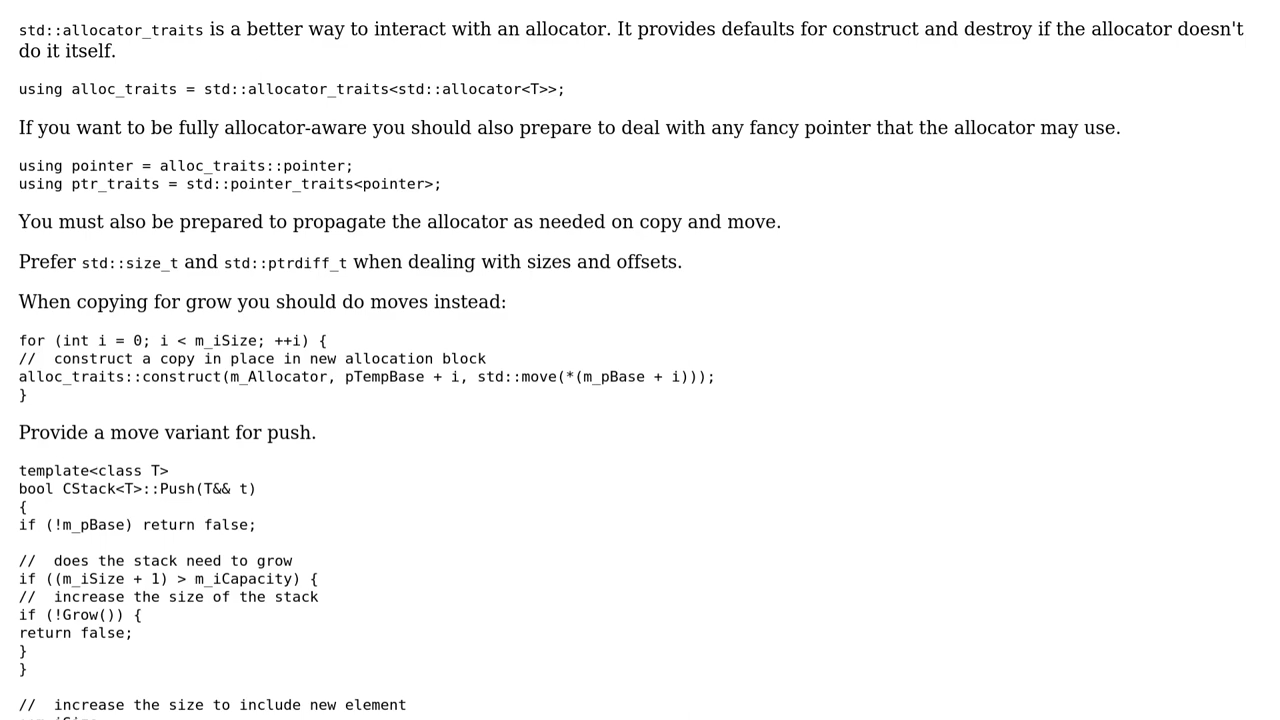 std::allocator_traits is a better way to interact with an allocator. It provides defaults for construct and destroy if the allocator doesn't
do it itself.
using alloc_traits = std::allocator_traits<std::allocator<T>>;
If you want to be fully allocator-aware you should also prepare to deal with any fancy pointer that the allocator may use.
using pointer = alloc_traits::pointer;
using ptr_traits = std::pointer_traits<pointer>;
You must also be prepared to propagate the allocator as needed on copy and move.
Prefer std::size_t and std::ptrdiff_t when dealing with sizes and offsets.
When copying for grow you should do moves instead:
for (int i = 0; i < m_iSize; ++i) {
//  construct a copy in place in new allocation block
alloc_traits::construct(m_Allocator, pTempBase + i, std::move(*(m_pBase + i)));
}
Provide a move variant for push.
template<class T>
bool CStack<T>::Push(T&& t)
{
if (!m_pBase) return false;
//  does the stack need to grow
if ((m_iSize + 1) > m_iCapacity) {
//  increase the size of the stack
if (!Grow()) {
return false;
}
}
//  increase the size to include new element